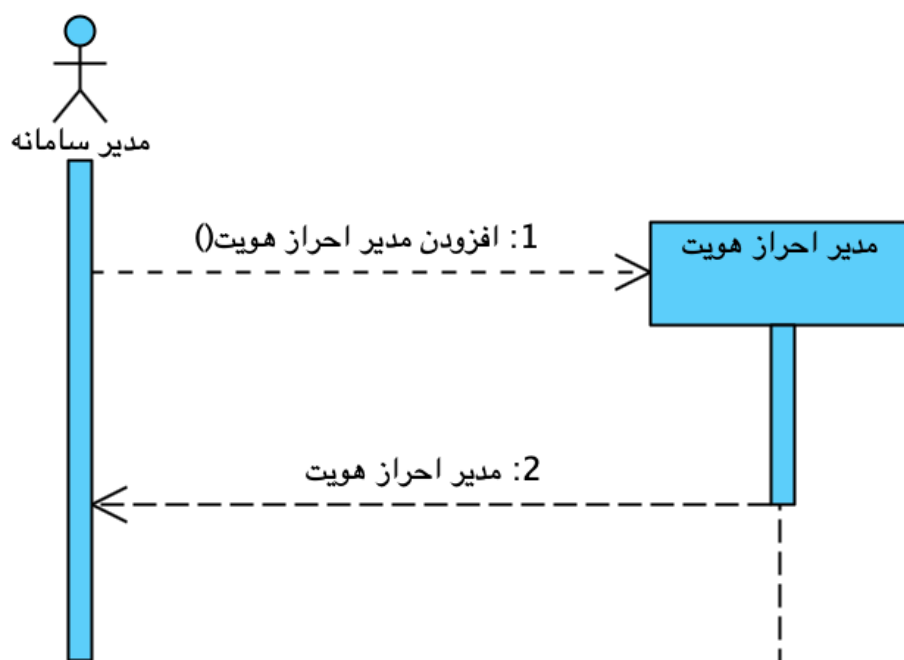 مدیر سامانه
1: افزودن مدیر احراز هویت()
مدیر احراز هویت
2: مدیر احراز هویت